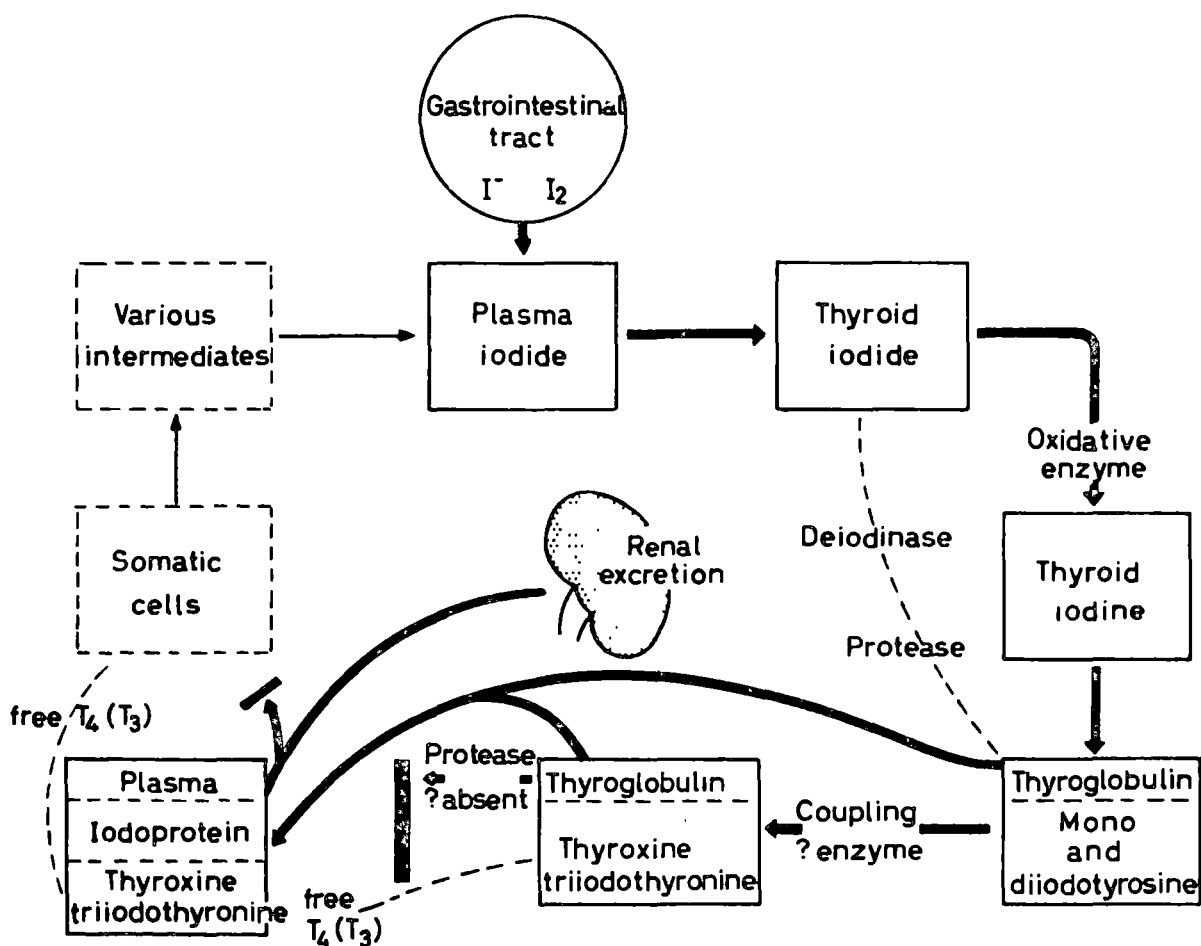 Gastrointestinal
tract
I⁻ I₂
Various
intermediates
Plasma
iodide
Thyroid
iodide
Oxidative
enzyme
Somatic
cells
Renal
excretion
Deiodinase
Thyroid
iodine
Protease
free T₄ (T₃)
Plasma
Iodoprotein
Thyroxine
triiodothyronine
Protease
? absent
free
T₄ (T₃)
Thyroglobulin
Thyroxine
triiodothyronine
Coupling
? enzyme
Thyroglobulin
Mono
and
diiodotyrosine